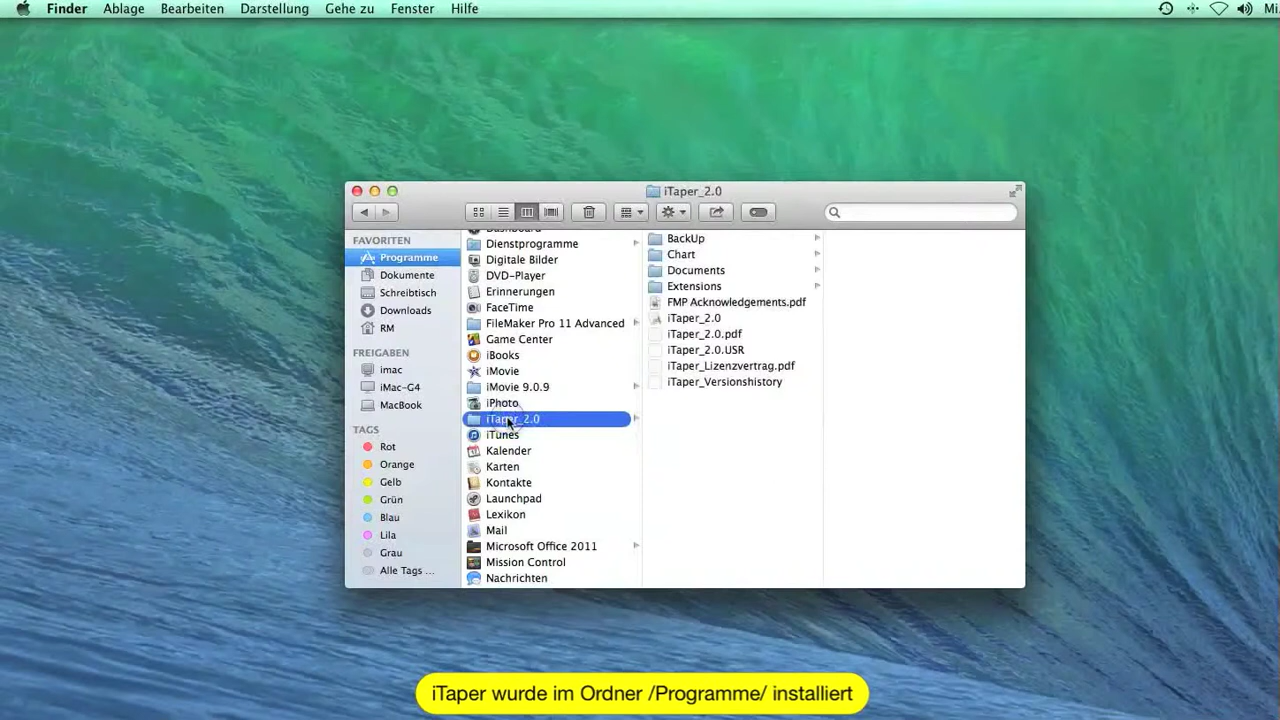 Finder Ablage Bearbeiten Darstellung Gehe zu Fenster Hilfe
iTaper_2.0
FAVORITEN
Programme
Dokumente
Schreibtisch
Downloads
RM
FREIGABEN
imac
iMac-G4
MacBook
TAGS
Rot
Orange
Gelb
Grün
Blau
Lila
Grau
Alle Tags ...
Dashboard
Dienstprogramme
Digitale Bilder
DVD-Player
Erinnerungen
FaceTime
FileMaker Pro 11 Advanced
Game Center
iBooks
iMovie
iMovie 9.0.9
iPhoto
iTaper_2.0
iTunes
Kalender
Karten
Kontakte
Launchpad
Lexikon
Mail
Microsoft Office 2011
Mission Control
Nachrichten
BackUp
Chart
Documents
Extensions
FMP Acknowledgements.pdf
iTaper_2.0
iTaper_2.0.pdf
iTaper_2.0.USR
iTaper_Lizenzvertrag.pdf
iTaper_Versionshistory
iTaper wurde im Ordner /Programme/ installiert